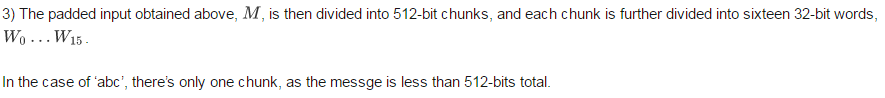 3) The padded input obtained above, M, is then divided into 512-bit chunks, and each chunk is further divided into sixteen 32-bit words,
W₀ … W₁₅.
In the case of ‘abc’, there’s only one chunk, as the messge is less than 512-bits total.